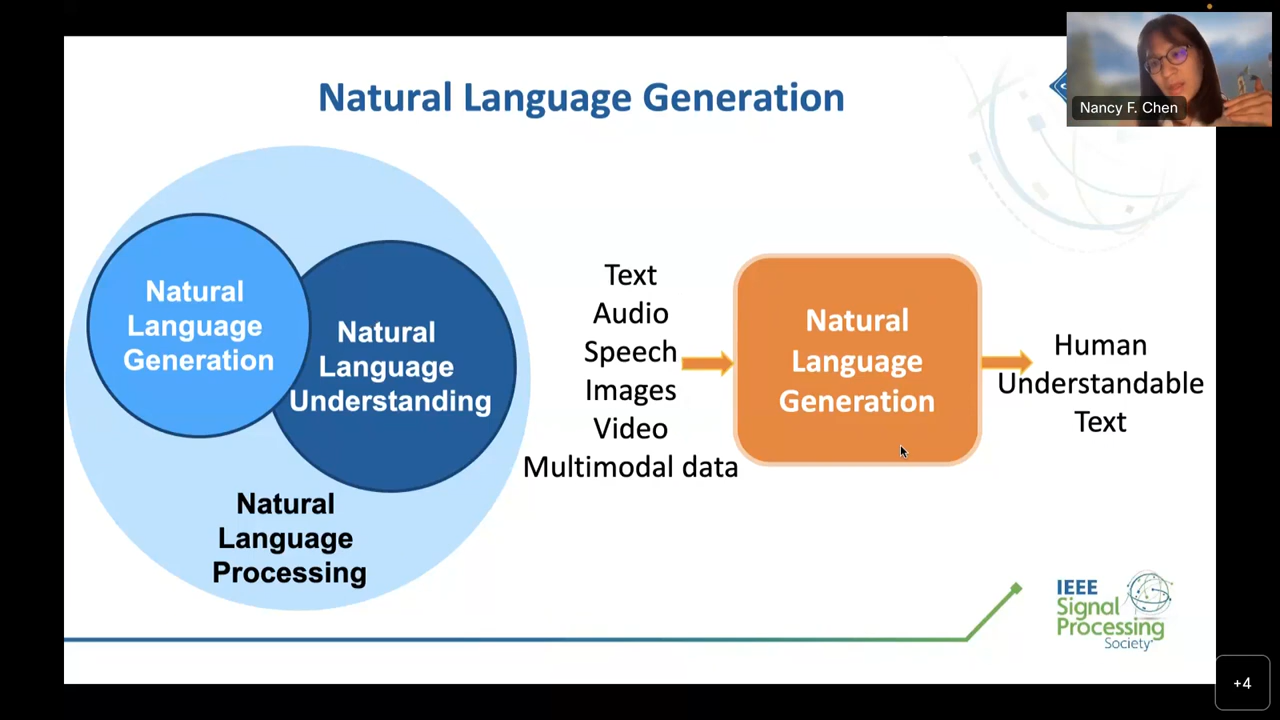 Natural Language Generation
Nancy F. Chen
Natural
Language
Generation
Natural
Language
Understanding
Natural
Language
Processing
Text
Audio
Speech
Images
Video
Multimodal data
Natural
Language
Generation
Human
Understandable
Text
IEEE
Signal
Processing
Society
+4